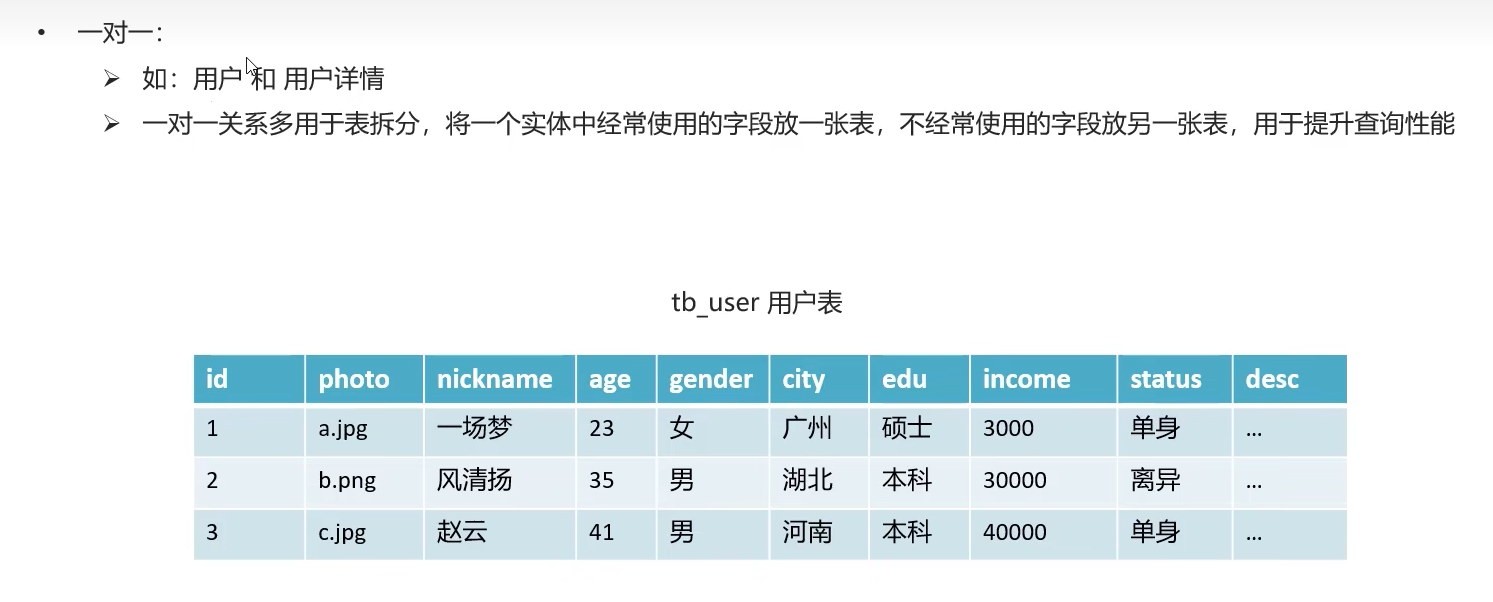 • 一对一：
➢ 如：用户 和 用户详情
➢ 一对一关系多用于表拆分，将一个实体中经常使用的字段放一张表，不经常使用的字段放另一张表，用于提升查询性能
tb_user 用户表
id photo nickname age gender city edu income status desc
1 a.jpg 一场梦 23 女 广州 硕士 3000 单身 ...
2 b.png 风清扬 35 男 湖北 本科 30000 离异 ...
3 c.jpg 赵云 41 男 河南 本科 40000 单身 ...